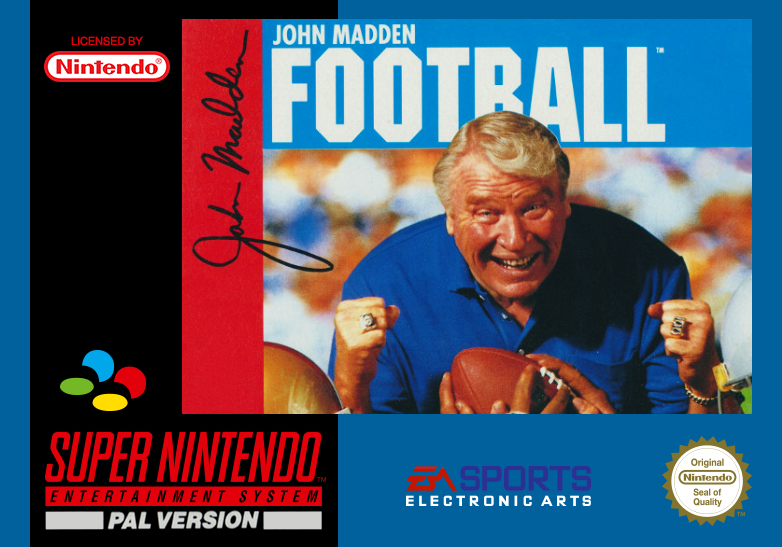 LICENSED BY
Nintendo®
John Madden
JOHN MADDEN
FOOTBALL™
SUPER NINTENDO™
ENTERTAINMENT SYSTEM
PAL VERSION
EA SPORTS
ELECTRONIC ARTS
Original
Nintendo
Seal of
Quality
TM